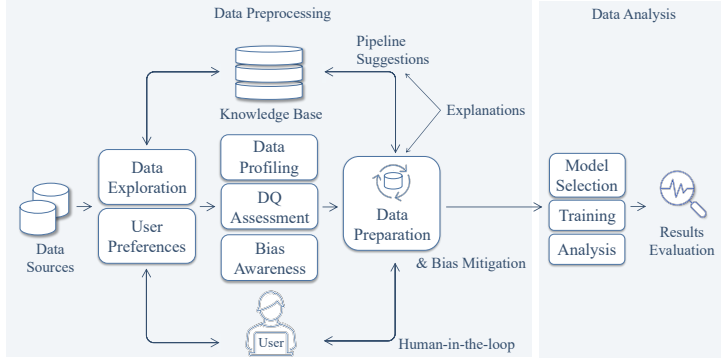 Data Preprocessing
Data Analysis
Pipeline
Suggestions
Knowledge Base
Explanations
Data
Exploration
User
Preferences
Data
Profiling
DQ
Assessment
Bias
Awareness
Data
Preparation
Model
Selection
Training
Analysis
Data
Sources
Results
Evaluation
& Bias Mitigation
User
Human-in-the-loop